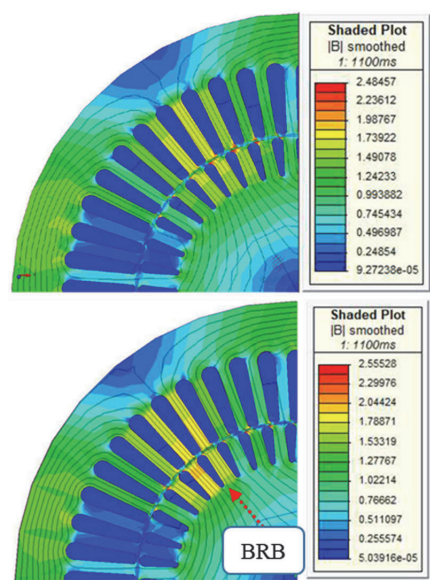 Shaded Plot
|B| smoothed
1: 1100ms
2.48457
2.23612
1.98767
1.73922
1.49078
1.24233
0.993882
0.745434
0.496987
0.24854
9.27238e-05
Shaded Plot
|B| smoothed
1: 1100ms
2.55528
2.29976
2.04424
1.78871
1.53319
1.27767
1.02214
0.76662
0.511097
0.255574
5.03916e-05
BRB